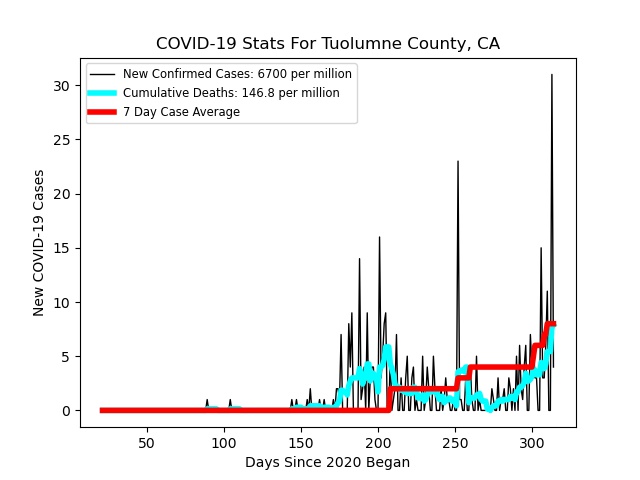 COVID-19 Stats For Tuolumne County, CA
New Confirmed Cases: 6700 per million
Cumulative Deaths: 146.8 per million
7 Day Case Average
New COVID-19 Cases
30
25
20
15
10
5
0
50 100 150 200 250 300
Days Since 2020 Began